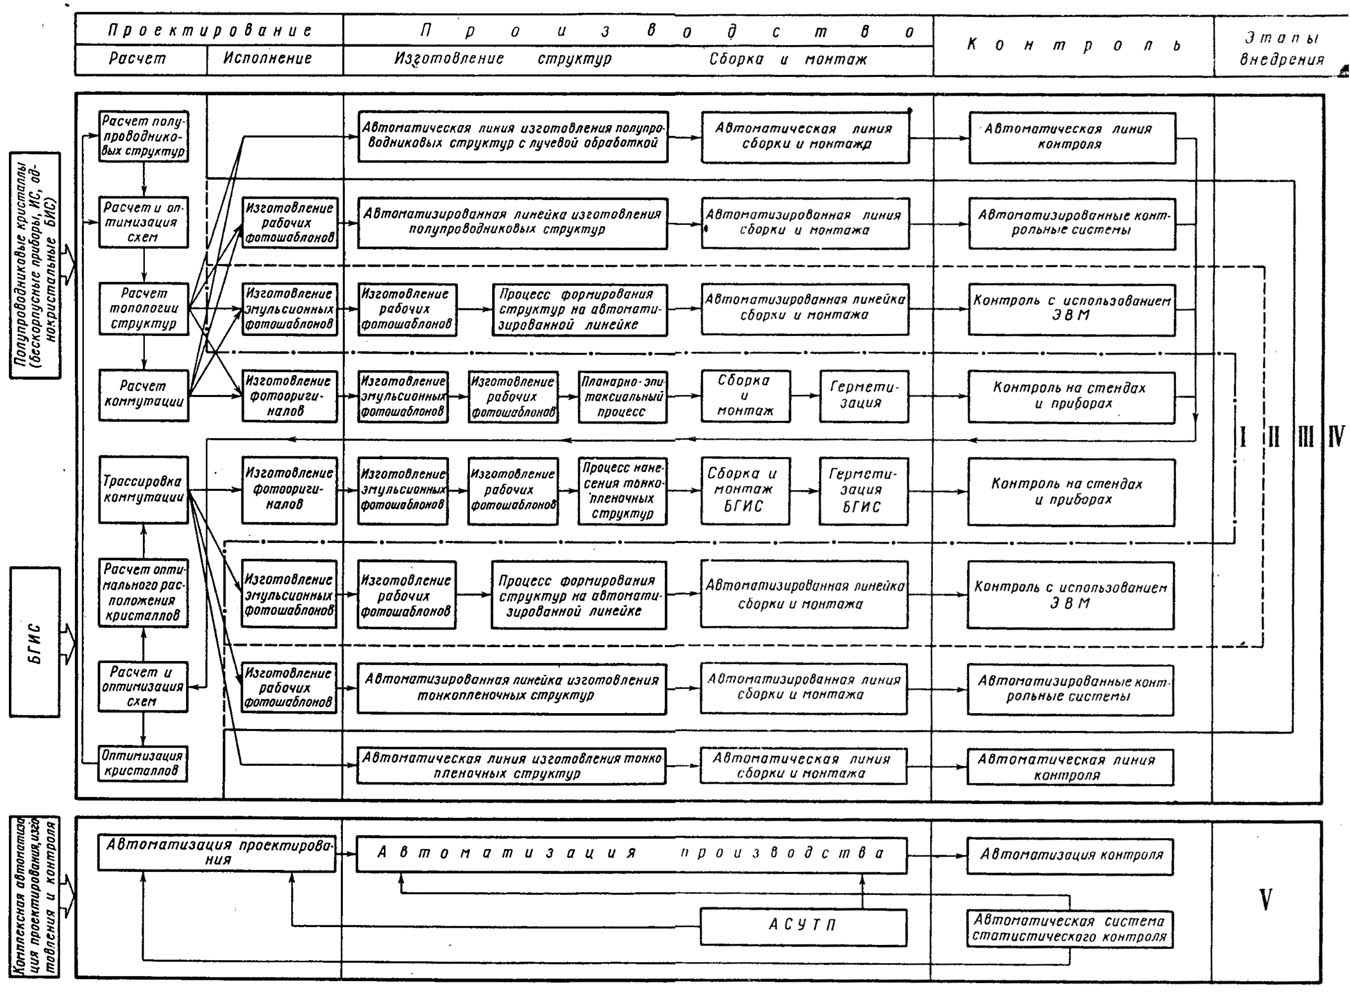 Проектирование
Производство
Контроль
Этапы
внедрения
Расчет
Исполнение
Изготовление структур
Сборка и монтаж
Полупроводниковые кристаллы
(бескорпусные приборы, ИС, од-
накристальные БИС)
Расчет полу-
проводнико-
вых структур
Автоматическая линия изготовления полупро-
водниковых структур с лучевой обработкой
Автоматическая линия
сборки и монтажа
Автоматическая линия
контроля
Расчет и оп-
тимизация
схем
Изготовление
рабочих
фотошаблонов
Автоматизированная линейка изготовления
полупроводниковых структур
Автоматизированная линия
сборки и монтажа
Автоматизированные конт-
рольные системы
Расчет
топологии
структур
Изготовление
эмульсионных
фотошаблонов
Изготовление
рабочих
фотошаблонов
Процесс формирования
структур на автомати-
зированной линейке
Автоматизированная линейка
сборки и монтажа
Контроль с использованием
ЭВМ
Расчет
коммутации
Изготовление
фотоориги-
налов
Изготовление
эмульсионных
фотошаблонов
Изготовление
рабочих
фотошаблонов
Планарно-эпи-
таксиальный
процесс
Сборка
и
монтаж
Гермети-
зация
Контроль на стендах
и приборах
I
II
III
IV
Трассировка
коммутации
Изготовление
фотоориги-
налов
Изготовление
эмульсионных
фотошаблонов
Изготовление
рабочих
фотошаблонов
Процесс нане-
сения тонко-
пленочных
структур
Сборка и
монтаж
БГИС
Гермети-
зация
БГИС
Контроль на стендах
и приборах
БГИС
Расчет опти-
мального рас-
положения
кристаллов
Изготовление
эмульсионных
фотошаблонов
Изготовление
рабочих
фотошаблонов
Процесс формирования
структур на автомати-
зированной линейке
Автоматизированная линейка
сборки и монтажа
Контроль с использованием
ЭВМ
Расчет и
оптимизация
схем
Изготовление
рабочих
фотошаблонов
Автоматизированная линейка изготовления
тонкопленочных структур
Автоматизированная линия
сборки и монтажа
Автоматизированные конт-
рольные системы
Оптимизация
кристаллов
Автоматическая линия изготовления тонко
пленочных структур
Автоматическая линия
сборки и монтажа
Автоматическая линия
контроля
Комплексная автоматиза
ция проектирования, изго
товления и контроля
Автоматизация проектирова-
ния
Автоматизация производства
Автоматизация контроля
АСУТП
Автоматическая система
статистического контроля
V